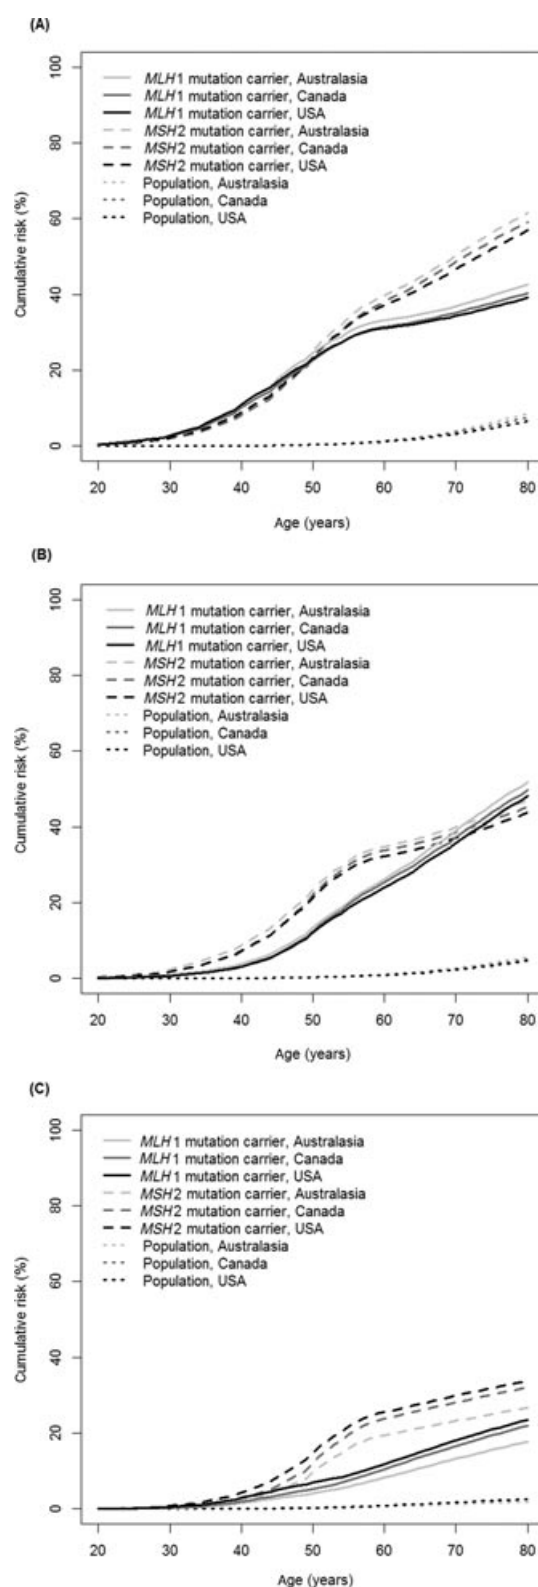 (A)
100
80
60
40
20
0
Cumulative risk (%)
MLH1 mutation carrier, Australasia
MLH1 mutation carrier, Canada
MLH1 mutation carrier, USA
MSH2 mutation carrier, Australasia
MSH2 mutation carrier, Canada
MSH2 mutation carrier, USA
Population, Australasia
Population, Canada
Population, USA
20 30 40 50 60 70 80
Age (years)
(B)
100
80
60
40
20
0
Cumulative risk (%)
MLH1 mutation carrier, Australasia
MLH1 mutation carrier, Canada
MLH1 mutation carrier, USA
MSH2 mutation carrier, Australasia
MSH2 mutation carrier, Canada
MSH2 mutation carrier, USA
Population, Australasia
Population, Canada
Population, USA
20 30 40 50 60 70 80
Age (years)
(C)
100
80
60
40
20
0
Cumulative risk (%)
MLH1 mutation carrier, Australasia
MLH1 mutation carrier, Canada
MLH1 mutation carrier, USA
MSH2 mutation carrier, Australasia
MSH2 mutation carrier, Canada
MSH2 mutation carrier, USA
Population, Australasia
Population, Canada
Population, USA
20 30 40 50 60 70 80
Age (years)